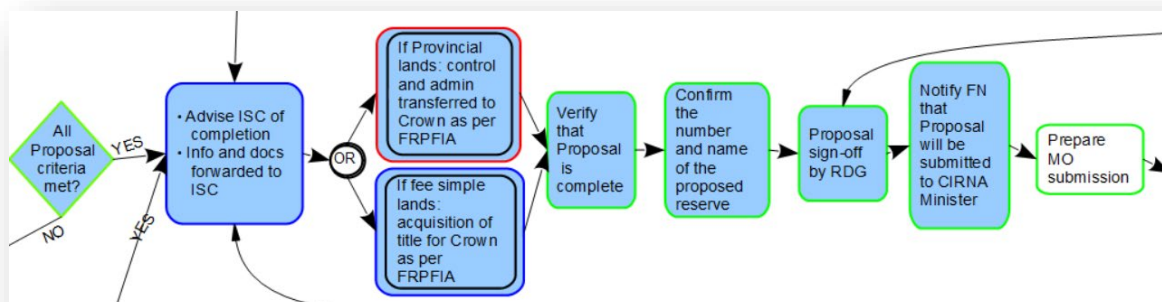 All
Proposal
criteria
met?
YES
NO
YES
• Advise ISC of
completion
• Info and docs
forwarded to
ISC
OR
If Provincial
lands: control
and admin
transferred to
Crown as per
FRPFIA
If fee simple
lands:
acquisition of
title for Crown
as per
FRPFIA
Verify
that
Proposal
is
complete
Confirm
the
number
and name
of the
proposed
reserve
Proposal
sign-off
by RDG
Notify FN
that
Proposal
will be
submitted
to CIRNA
Minister
Prepare
MO
submission